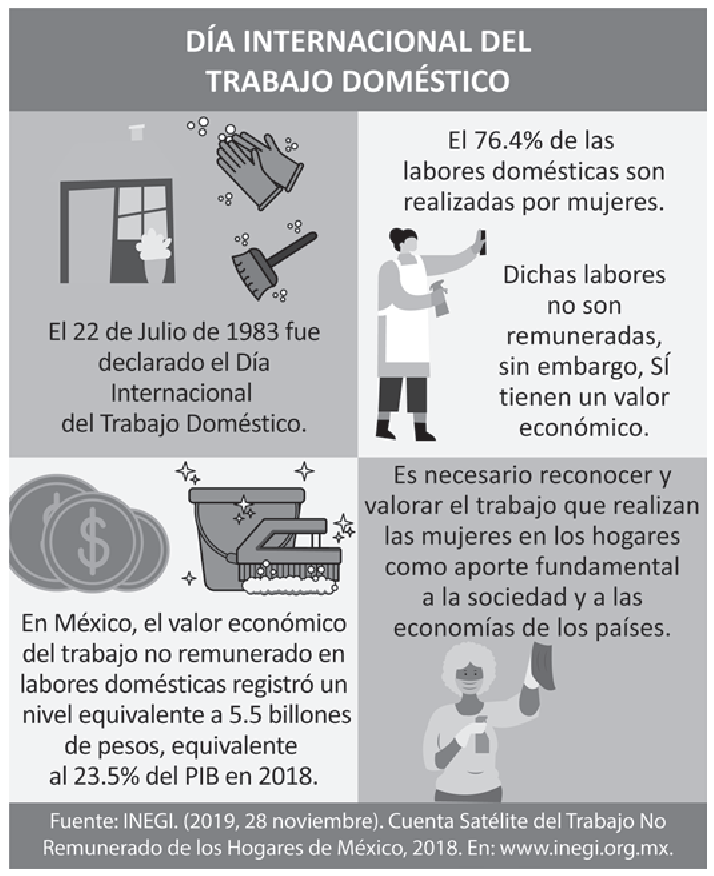 DÍA INTERNACIONAL DEL
TRABAJO DOMÉSTICO
El 22 de Julio de 1983 fue
declarado el Día
Internacional
del Trabajo Doméstico.
El 76.4% de las
labores domésticas son
realizadas por mujeres.
Dichas labores
no son
remuneradas,
sin embargo, SÍ
tienen un valor
económico.
$
$
En México, el valor económico
del trabajo no remunerado en
labores domésticas registró un
nivel equivalente a 5.5 billones
de pesos, equivalente
al 23.5% del PIB en 2018.
Es necesario reconocer y
valorar el trabajo que realizan
las mujeres en los hogares
como aporte fundamental
a la sociedad y a las
economías de los países.
Fuente: INEGI. (2019, 28 noviembre). Cuenta Satélite del Trabajo No
Remunerado de los Hogares de México, 2018. En: www.inegi.org.mx.